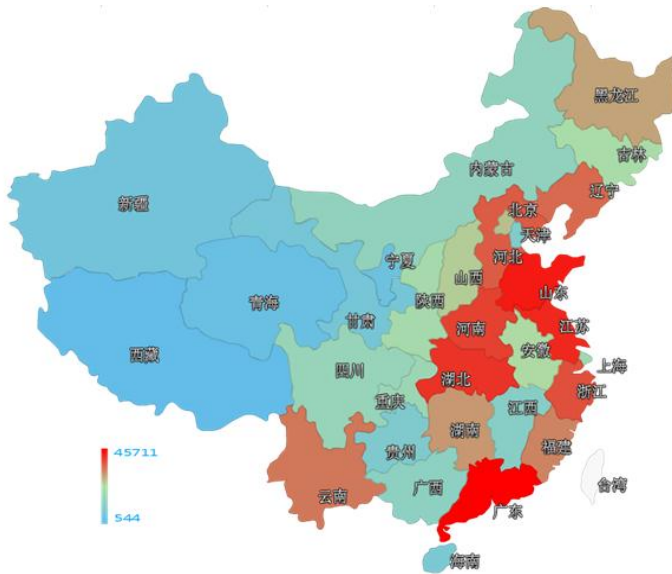 黑龙江
吉林
内蒙古
辽宁
新疆
北京
天津
宁夏
河北
山西
青海
山东
陕西
甘肃
河南
江苏
西藏
安徽
四川
上海
湖北
重庆
浙江
江西
湖南
福建
贵州
45711
台湾
广西
云南
广东
544
海南